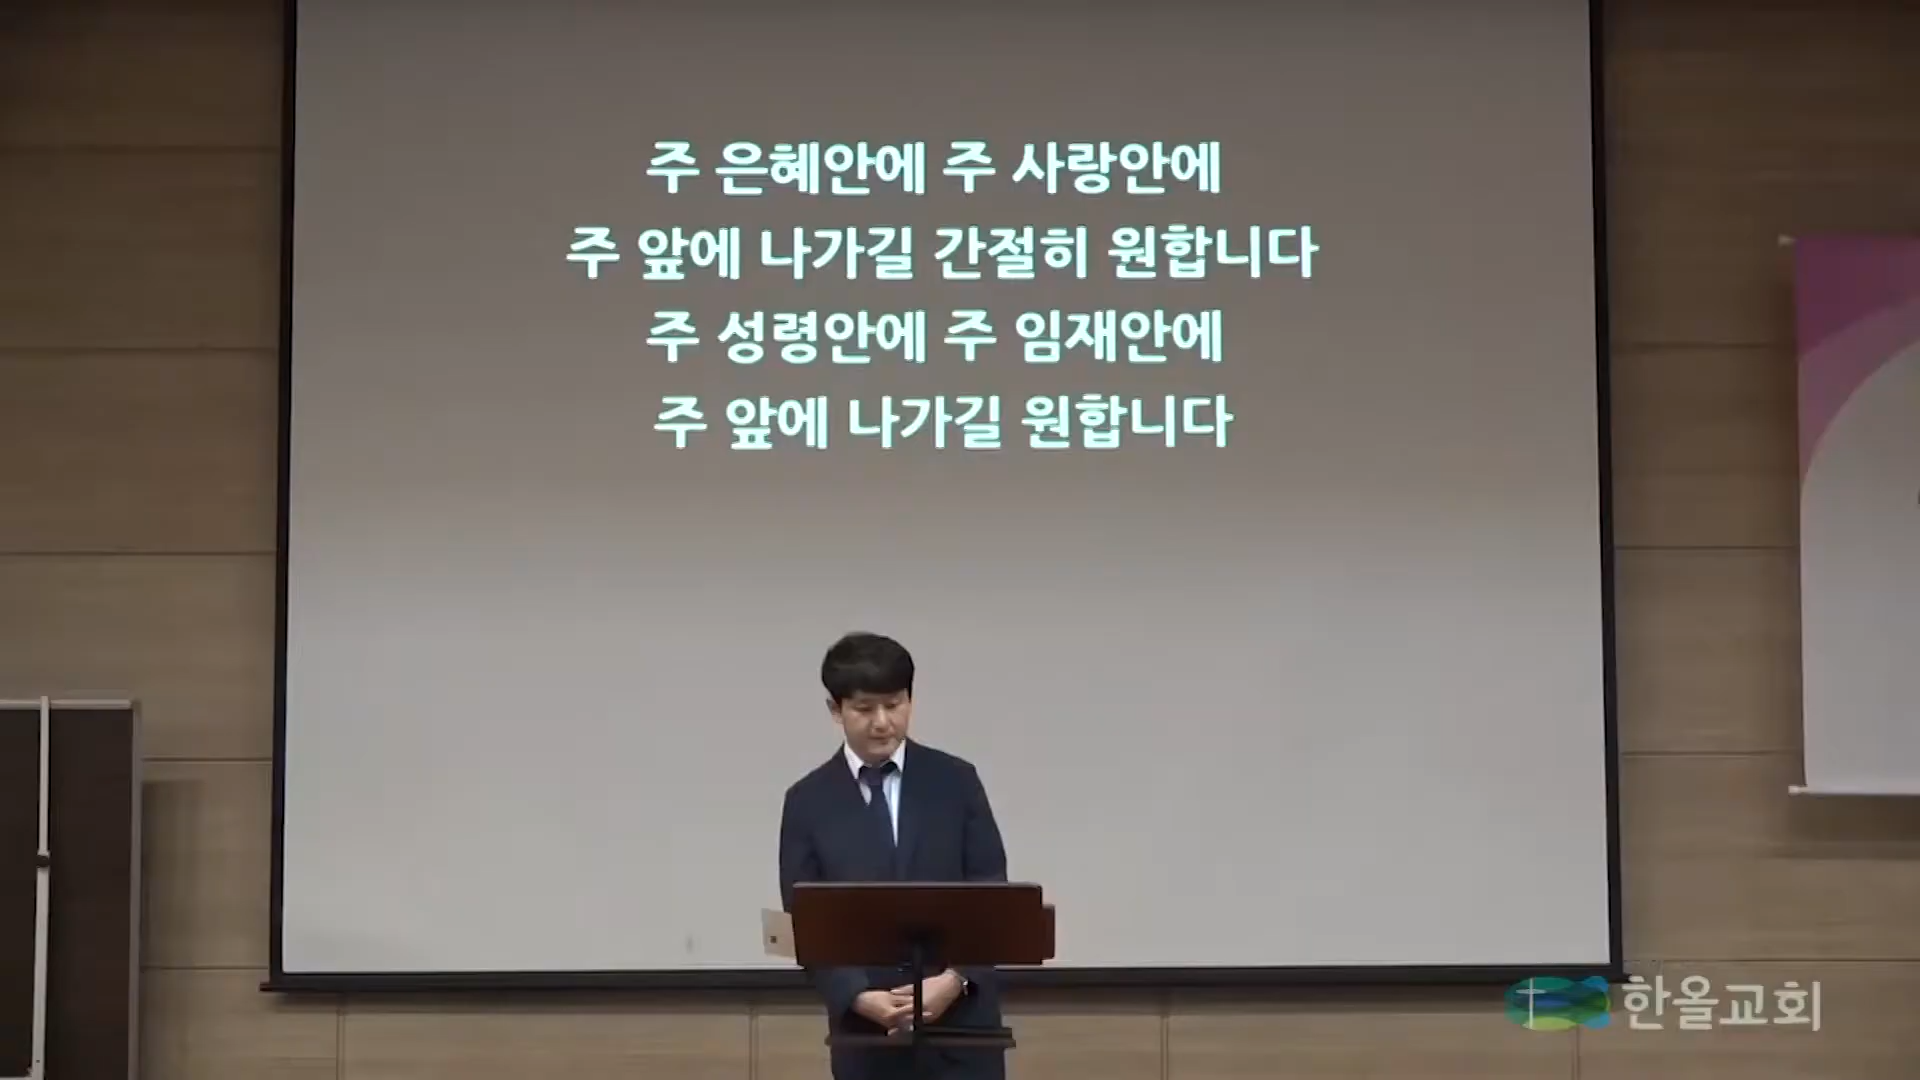 주 은혜안에 주 사랑안에
주 앞에 나가길 간절히 원합니다
주 성령안에 주 임재안에
주 앞에 나가길 원합니다
한올교회